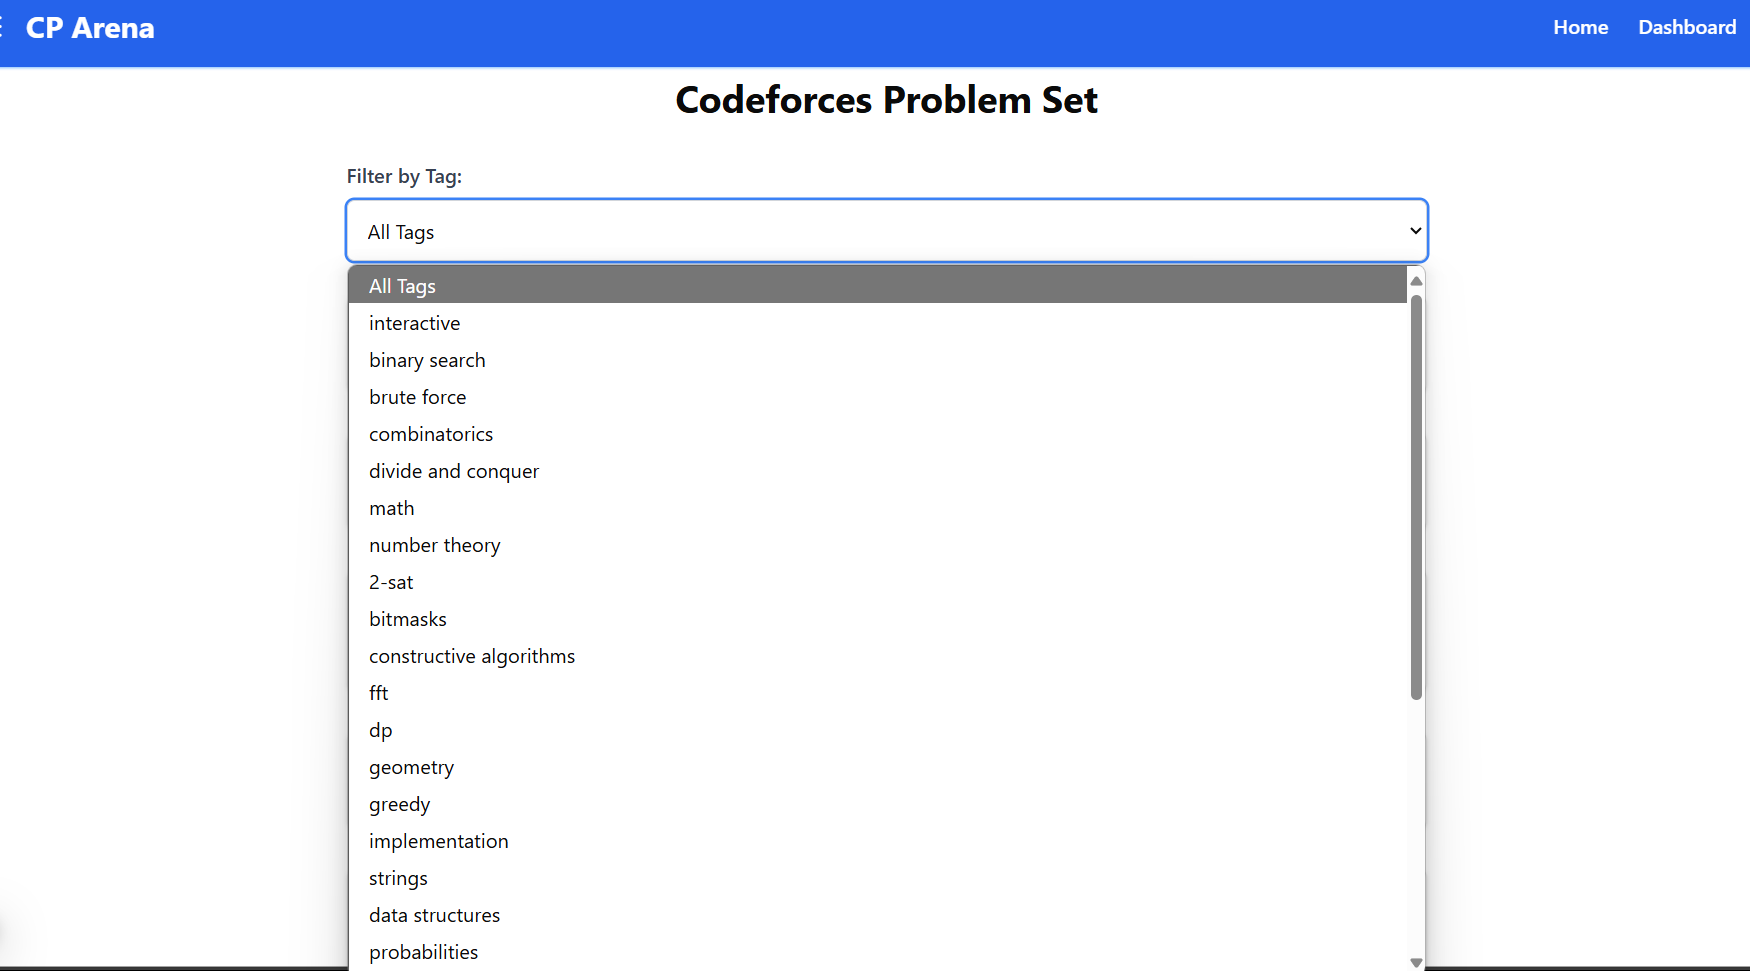 CP Arena
Home Dashboard
Codeforces Problem Set
Filter by Tag:
All Tags
All Tags
interactive
binary search
brute force
combinatorics
divide and conquer
math
number theory
2-sat
bitmasks
constructive algorithms
fft
dp
geometry
greedy
implementation
strings
data structures
probabilities